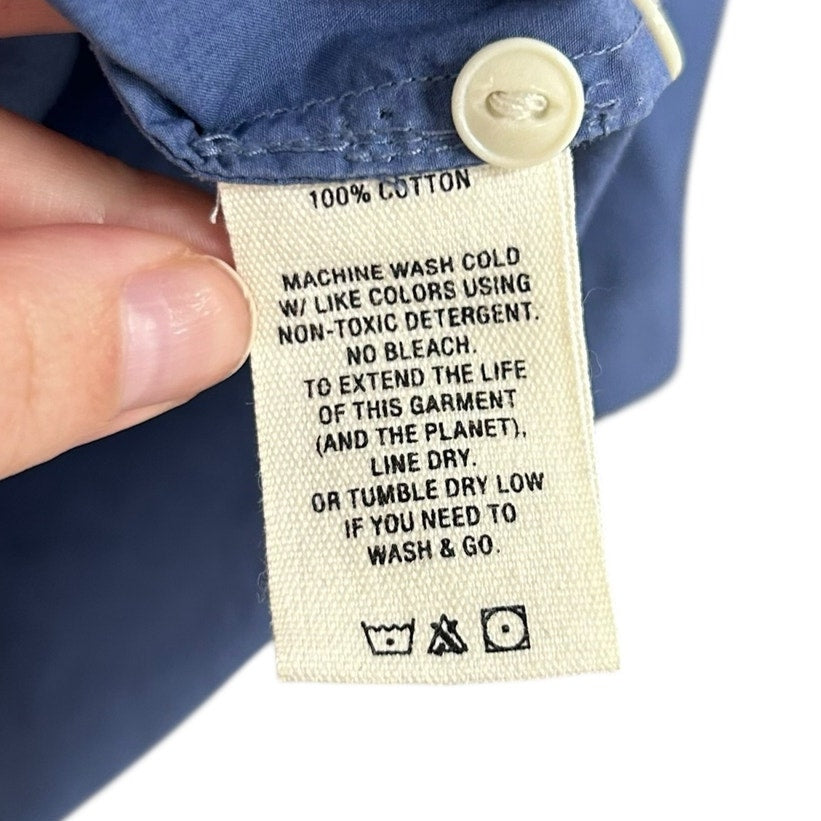 100% COTTON
MACHINE WASH COLD
W/ LIKE COLORS USING
NON-TOXIC DETERGENT.
NO BLEACH.
TO EXTEND THE LIFE
OF THIS GARMENT
(AND THE PLANET),
LINE DRY.
OR TUMBLE DRY LOW
IF YOU NEED TO
WASH & GO.